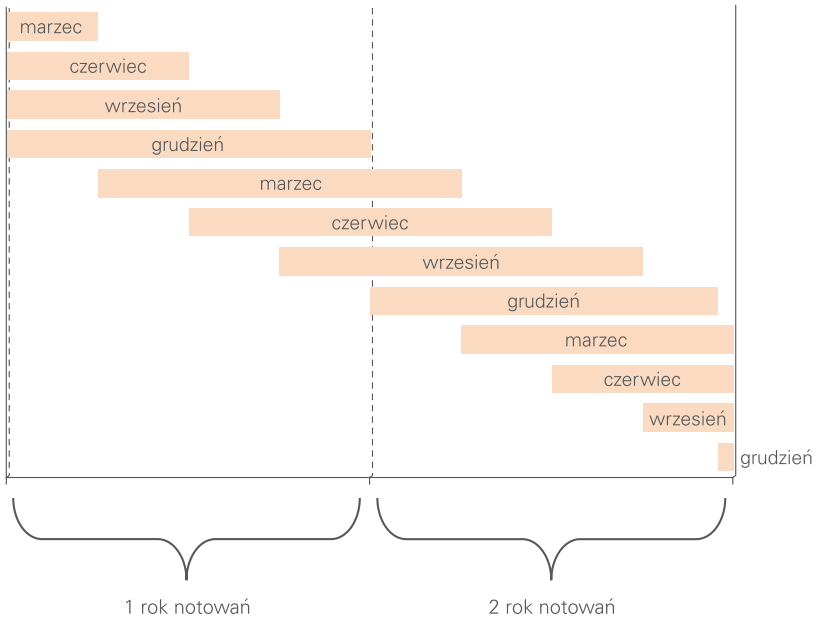 marzec
czerwiec
wrzesień
grudzień
marzec
czerwiec
wrzesień
grudzień
marzec
czerwiec
wrzesień
grudzień
1 rok notowań
2 rok notowań